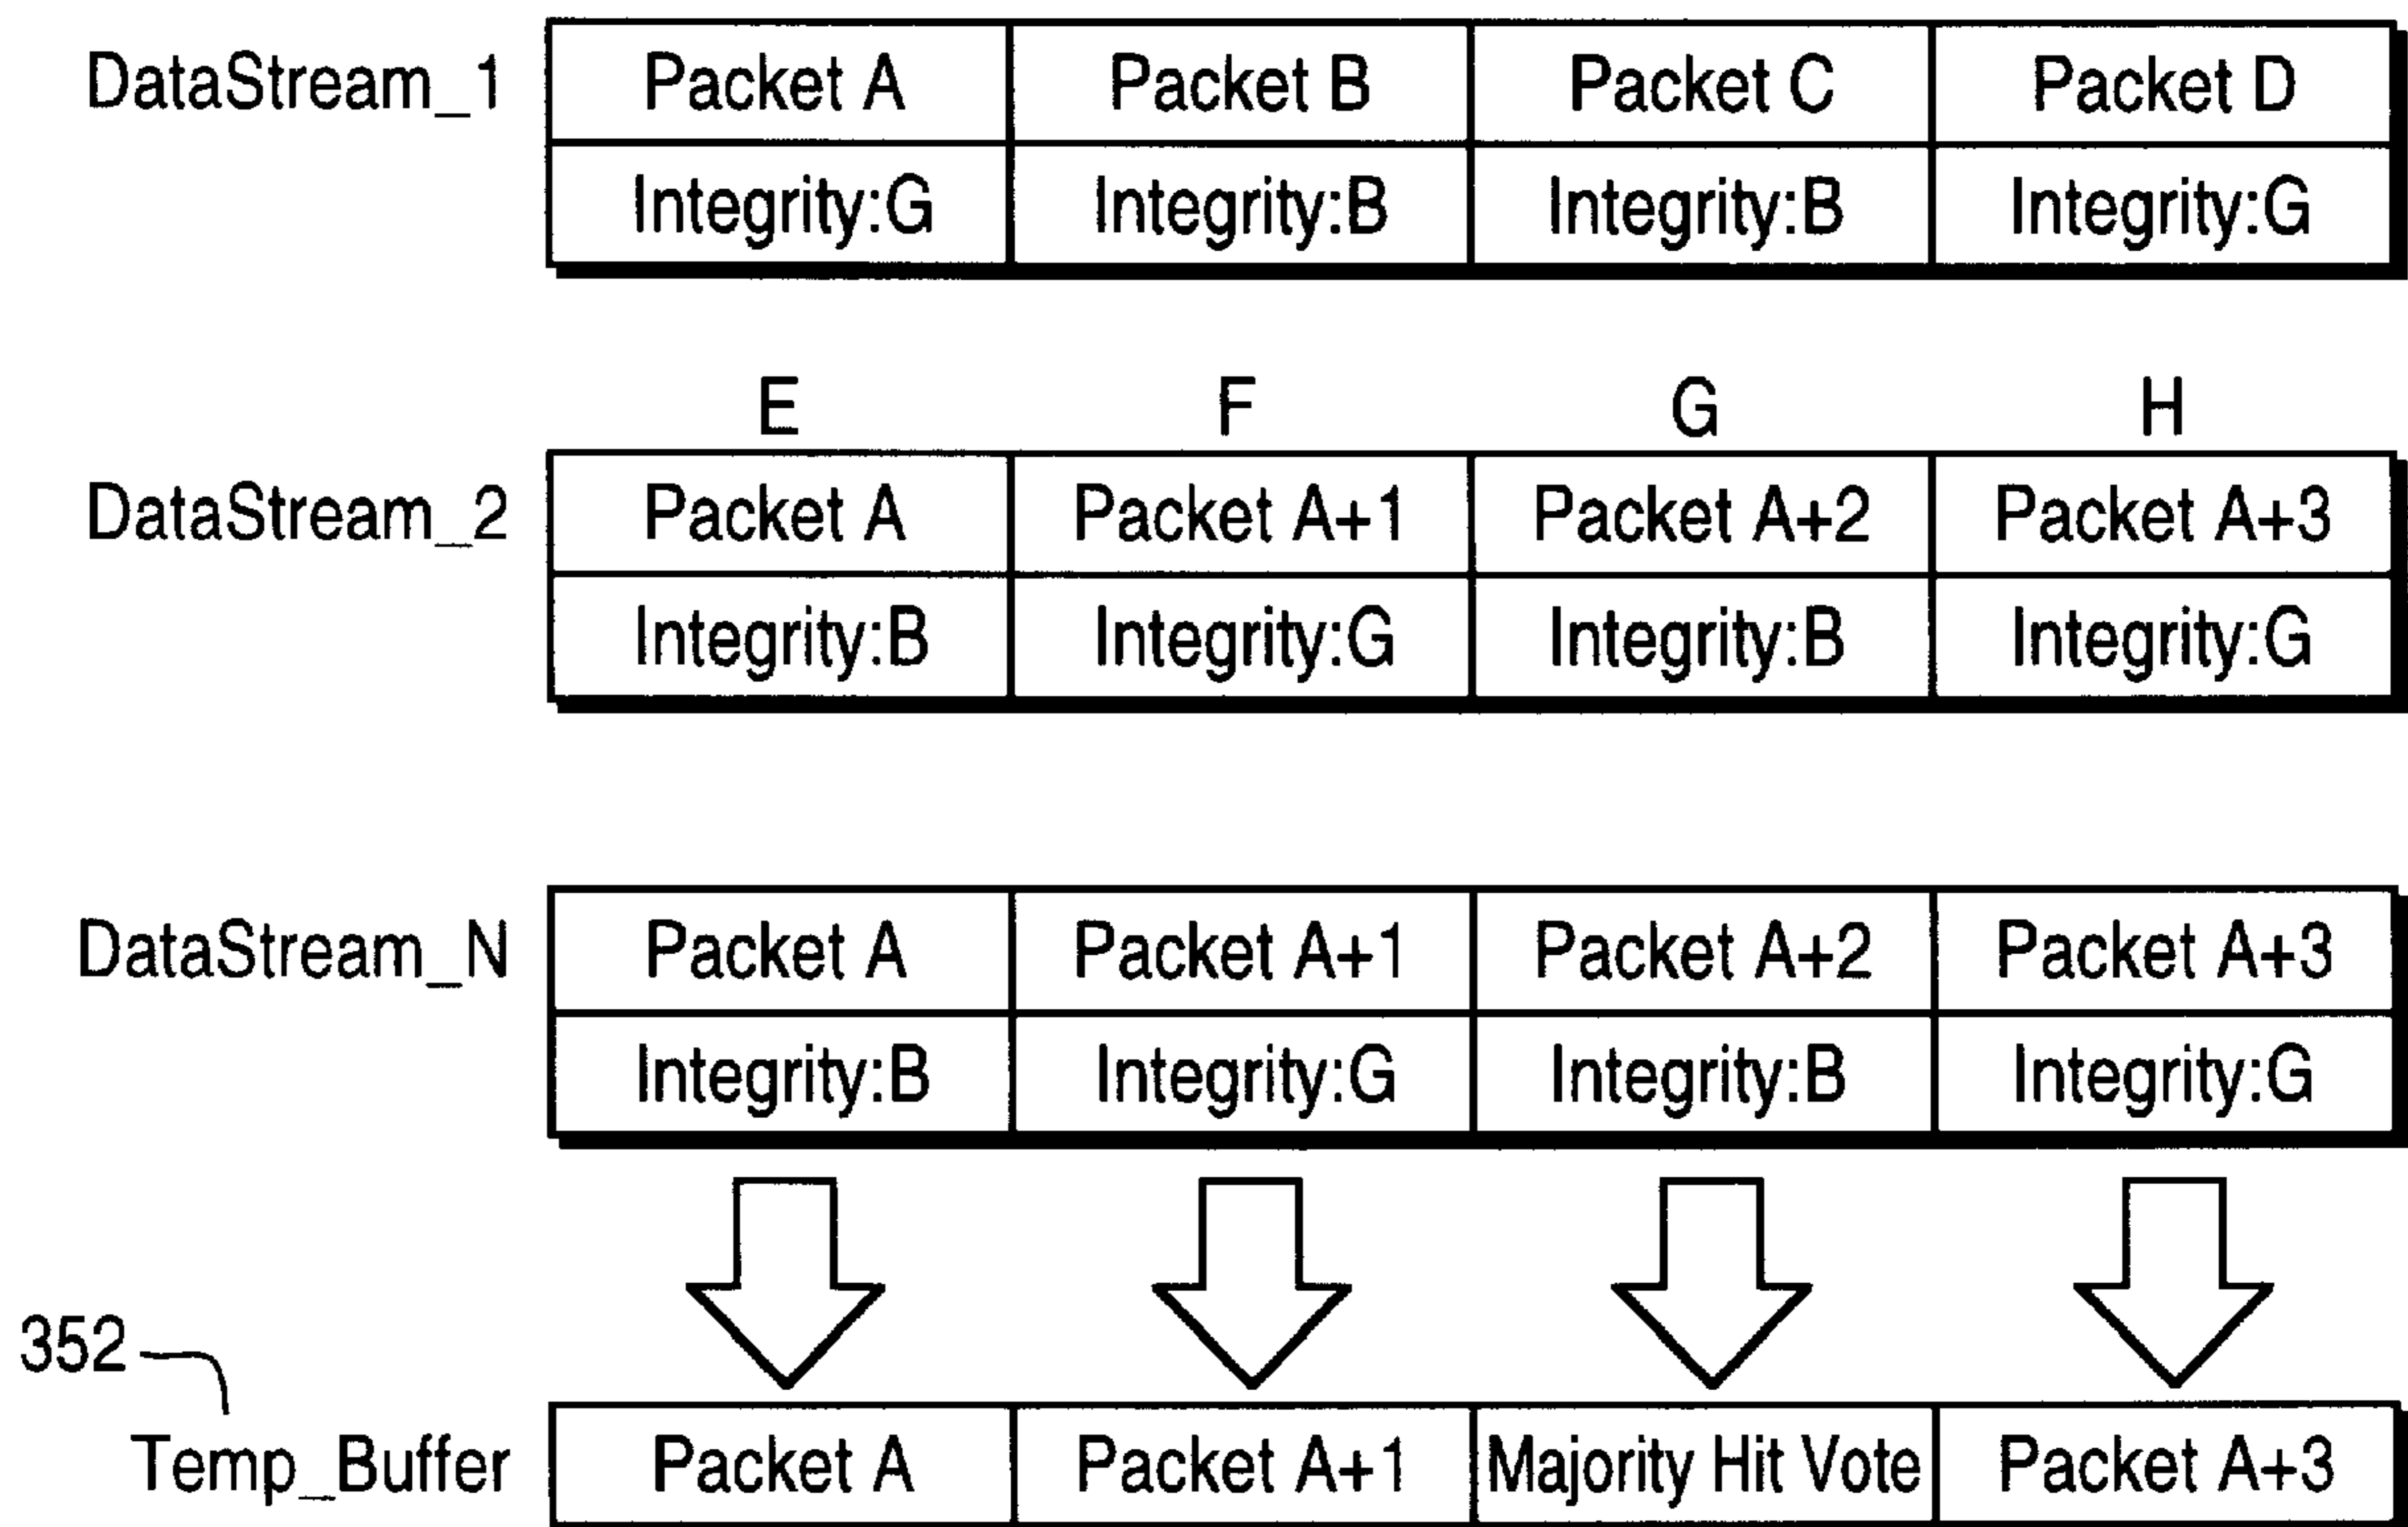 DataStream_1 Packet A Packet B Packet C Packet D
Integrity:G Integrity:B Integrity:B Integrity:G
E F G H
DataStream_2 Packet A Packet A+1 Packet A+2 Packet A+3
Integrity:B Integrity:G Integrity:B Integrity:G
DataStream_N Packet A Packet A+1 Packet A+2 Packet A+3
Integrity:B Integrity:G Integrity:B Integrity:G
352
Temp_Buffer Packet A Packet A+1 Majority Hit Vote Packet A+3